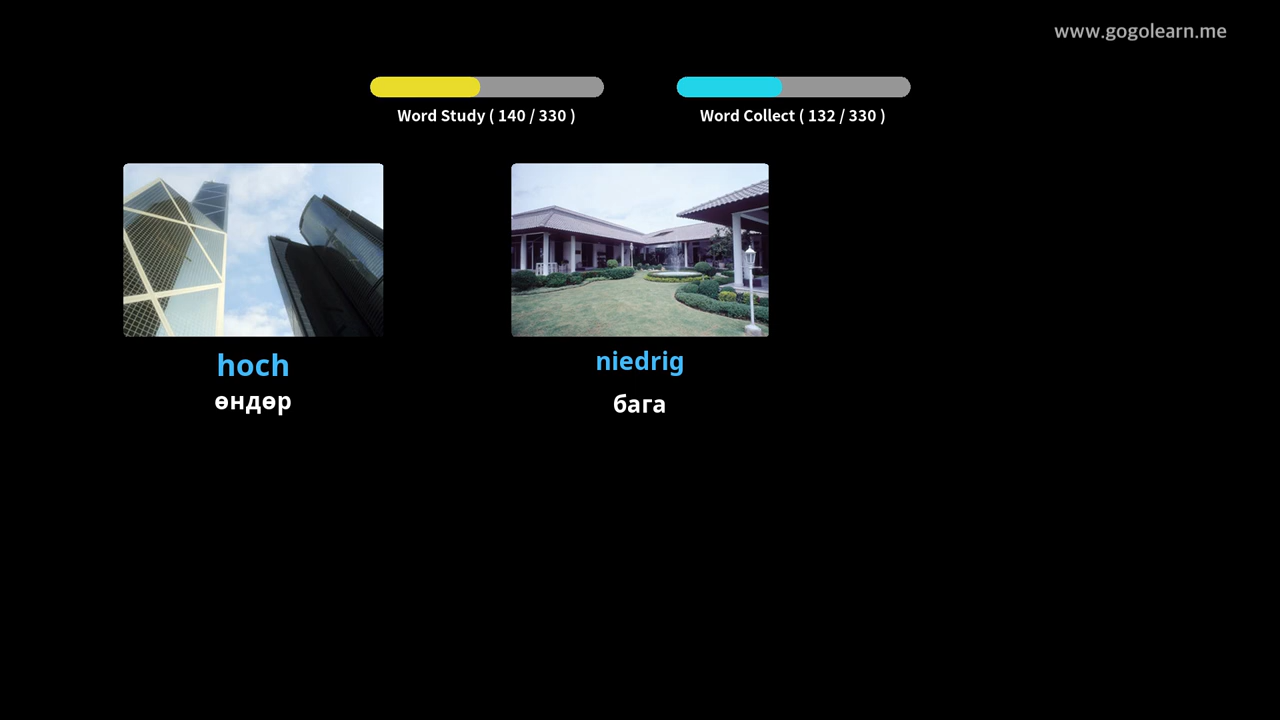 www.gogolearn.me
Word Study ( 140 / 330 )
Word Collect ( 132 / 330 )
hoch
өндөр
niedrig
бага